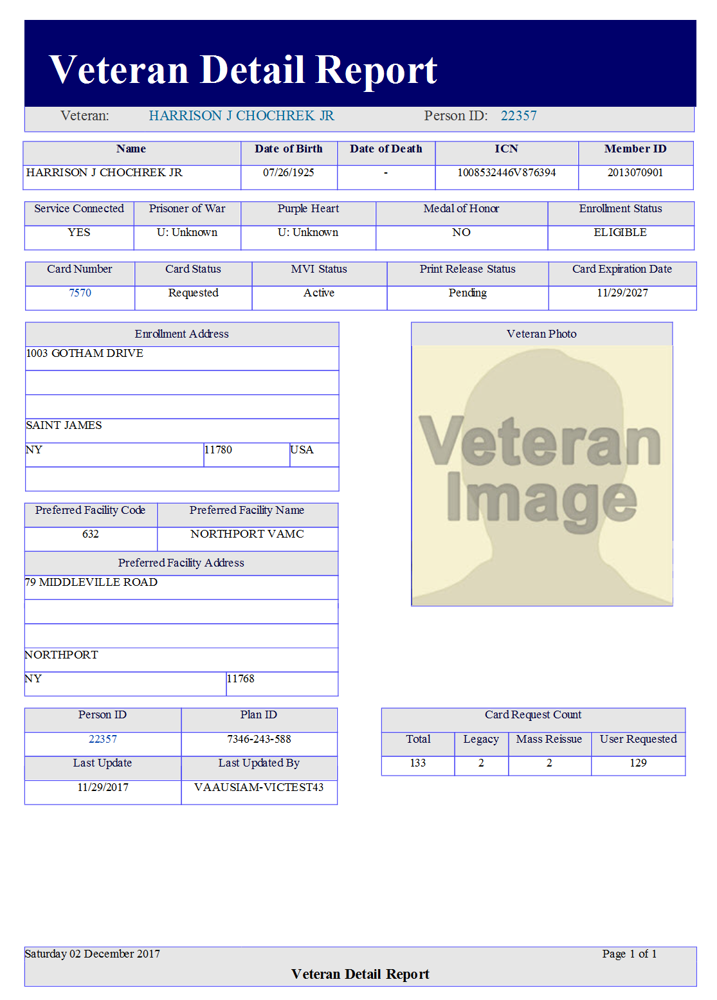 Veteran Detail Report
Veteran: HARRISON J CHOCHREK JR Person ID: 22357
Name Date of Birth Date of Death ICN Member ID
HARRISON J CHOCHREK JR 07/26/1925 - 1008532446V876394 2013070901
Service Connected Prisoner of War Purple Heart Medal of Honor Enrollment Status
YES U: Unknown U: Unknown NO ELIGIBLE
Card Number Card Status MVI Status Print Release Status Card Expiration Date
7570 Requested Active Pending 11/29/2027
Enrollment Address
1003 GOTHAM DRIVE
SAINT JAMES
NY 11780 USA
Veteran Photo
Veteran
Image
Preferred Facility Code Preferred Facility Name
632 NORTHPORT VAMC
Preferred Facility Address
79 MIDDLEVILLE ROAD
NORTHPORT
NY 11768
Person ID Plan ID
22357 7346-243-588
Last Update Last Updated By
11/29/2017 VAAUSIAM-VICTEST43
Card Request Count
Total Legacy Mass Reissue User Requested
133 2 2 129
Saturday 02 December 2017 Page 1 of 1
Veteran Detail Report